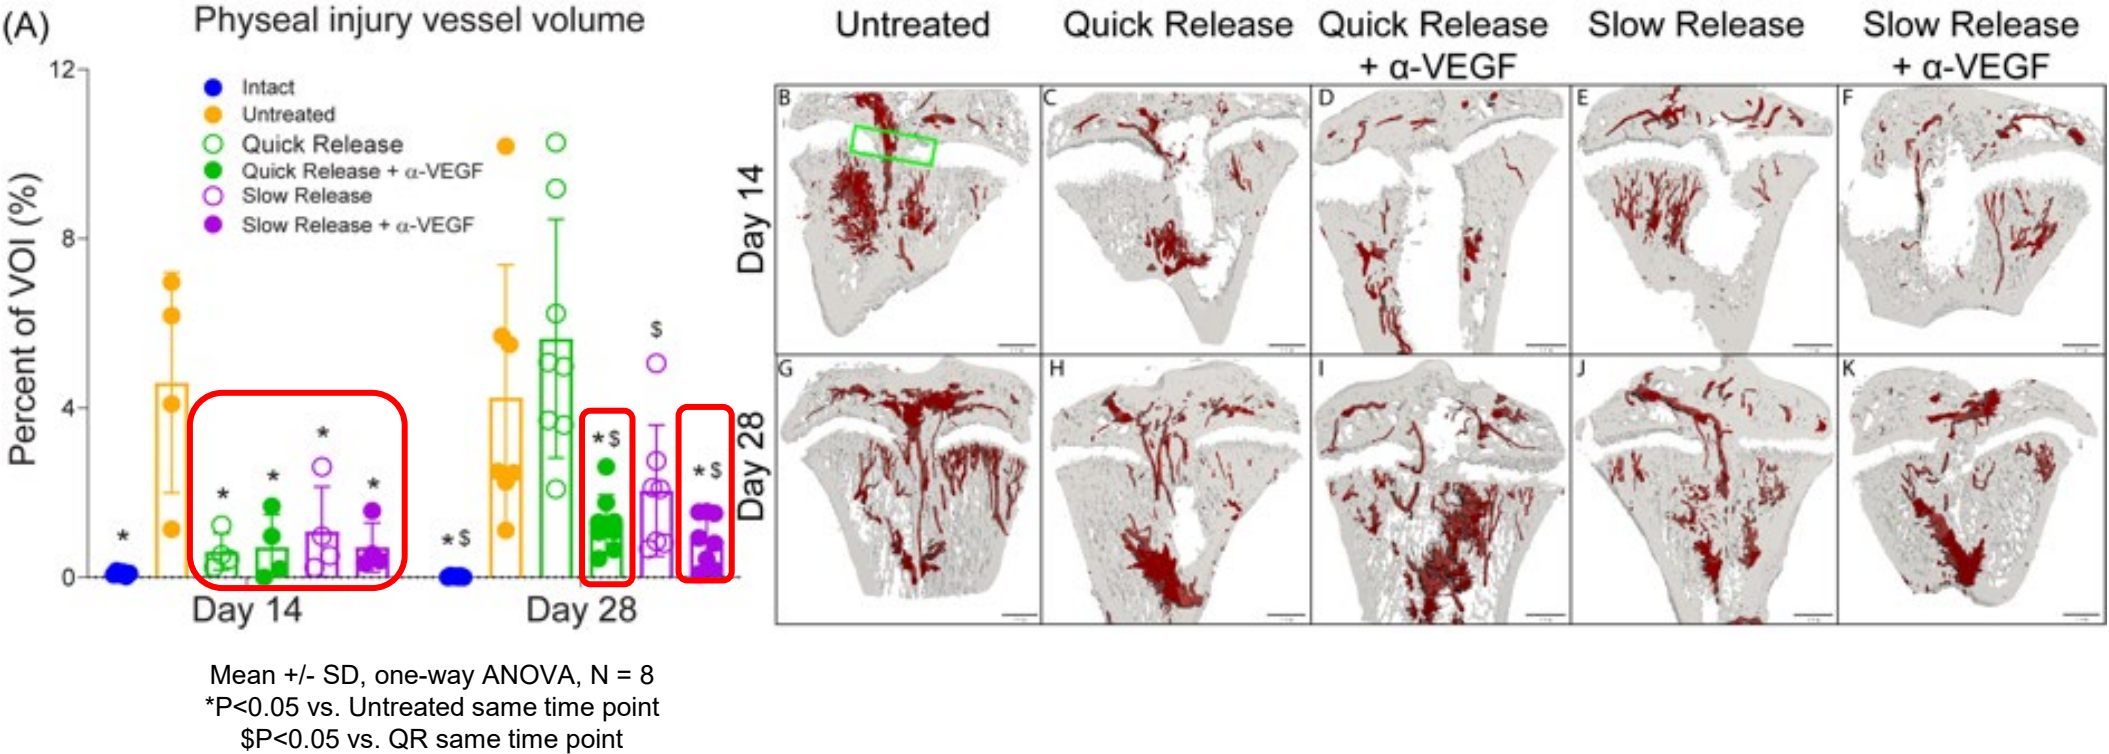 (A)
Physeal injury vessel volume
Percent of VOI (%)
12
8
4
0
Intact
Untreated
Quick Release
Quick Release + α-VEGF
Slow Release
Slow Release + α-VEGF
*
*
*
*
*
* $
* $
$
* $
Day 14
Day 28
Mean +/- SD, one-way ANOVA, N = 8
*P<0.05 vs. Untreated same time point
$P<0.05 vs. QR same time point
Untreated
Quick Release
Quick Release
+ α-VEGF
Slow Release
Slow Release
+ α-VEGF
Day 14
B
C
D
E
F
Day 28
G
H
I
J
K